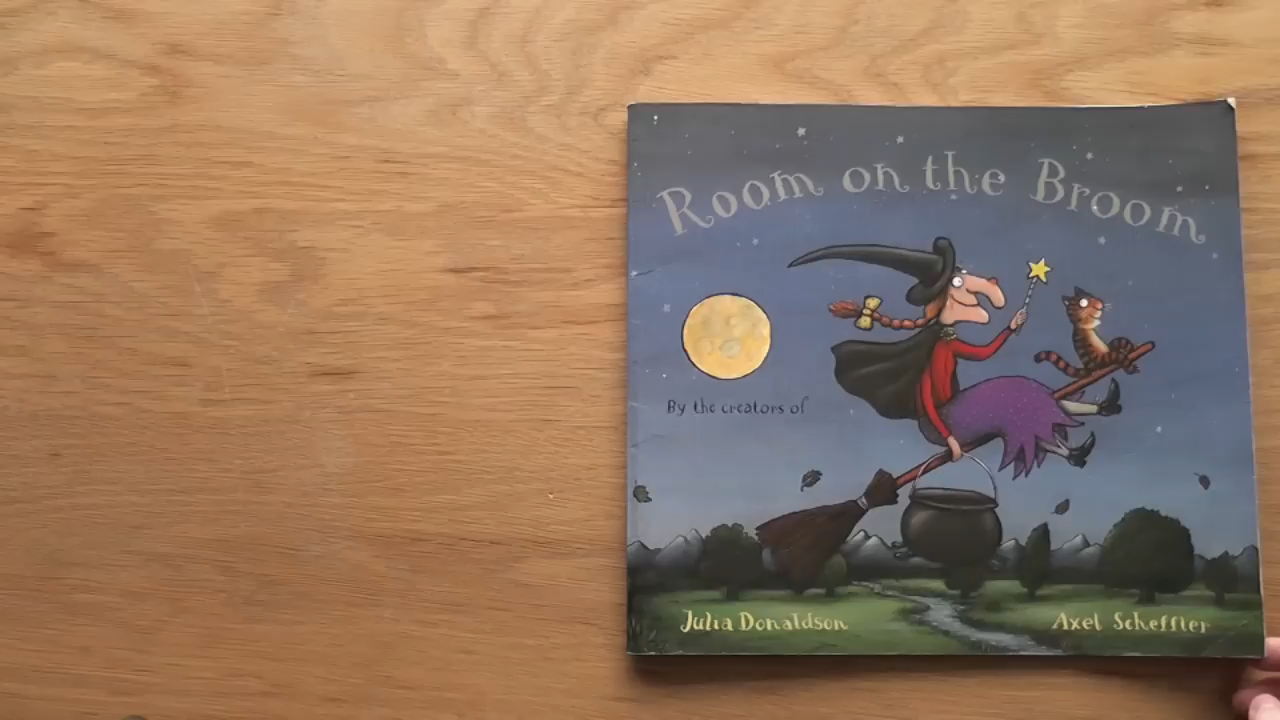 Room on the Broom
By the creators of
Julia Donaldson
Axel Scheffler